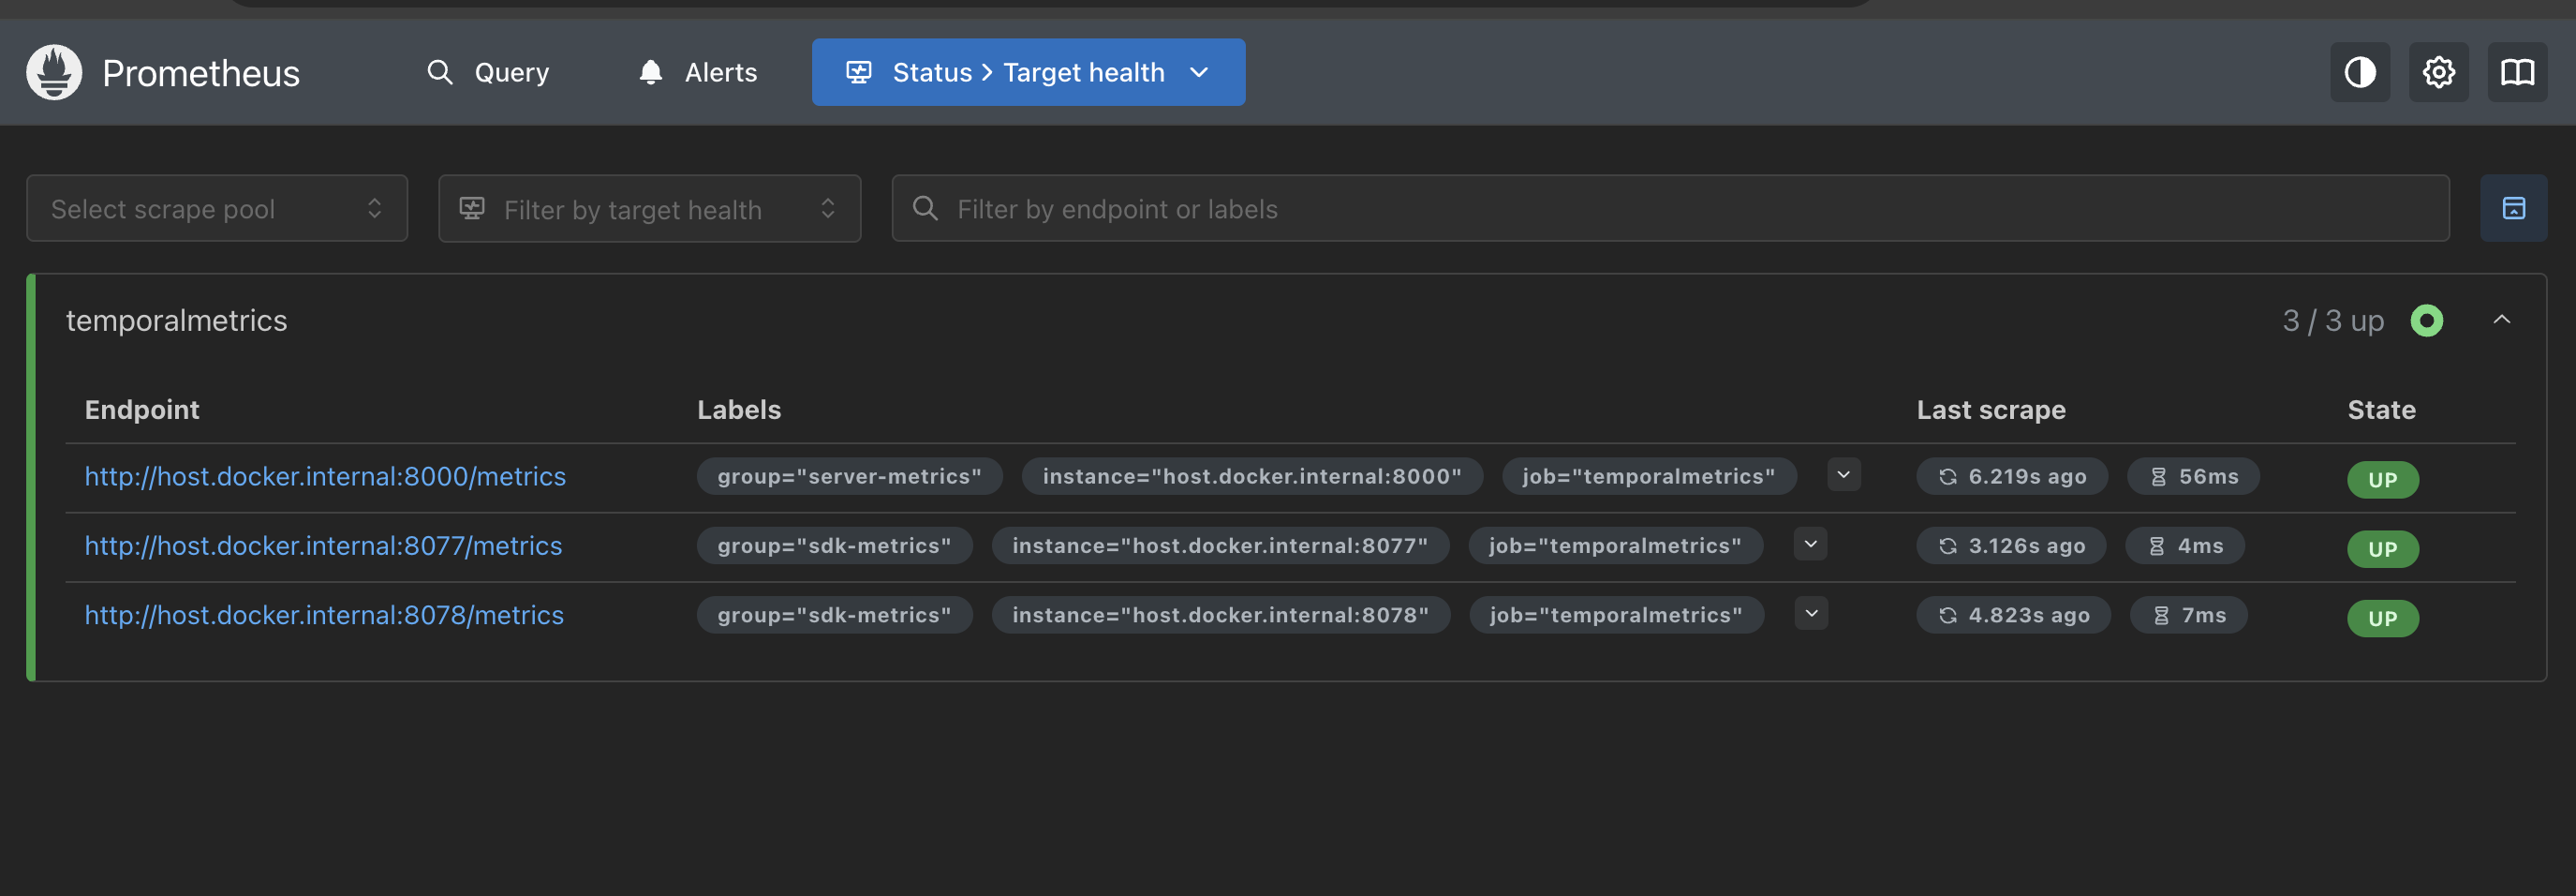 Prometheus Query Alerts Status > Target health
Select scrape pool Filter by target health Filter by endpoint or labels
temporalmetrics 3 / 3 up
Endpoint Labels Last scrape State
http://host.docker.internal:8000/metrics group="server-metrics" instance="host.docker.internal:8000" job="temporalmetrics" 6.219s ago 56ms UP
http://host.docker.internal:8077/metrics group="sdk-metrics" instance="host.docker.internal:8077" job="temporalmetrics" 3.126s ago 4ms UP
http://host.docker.internal:8078/metrics group="sdk-metrics" instance="host.docker.internal:8078" job="temporalmetrics" 4.823s ago 7ms UP